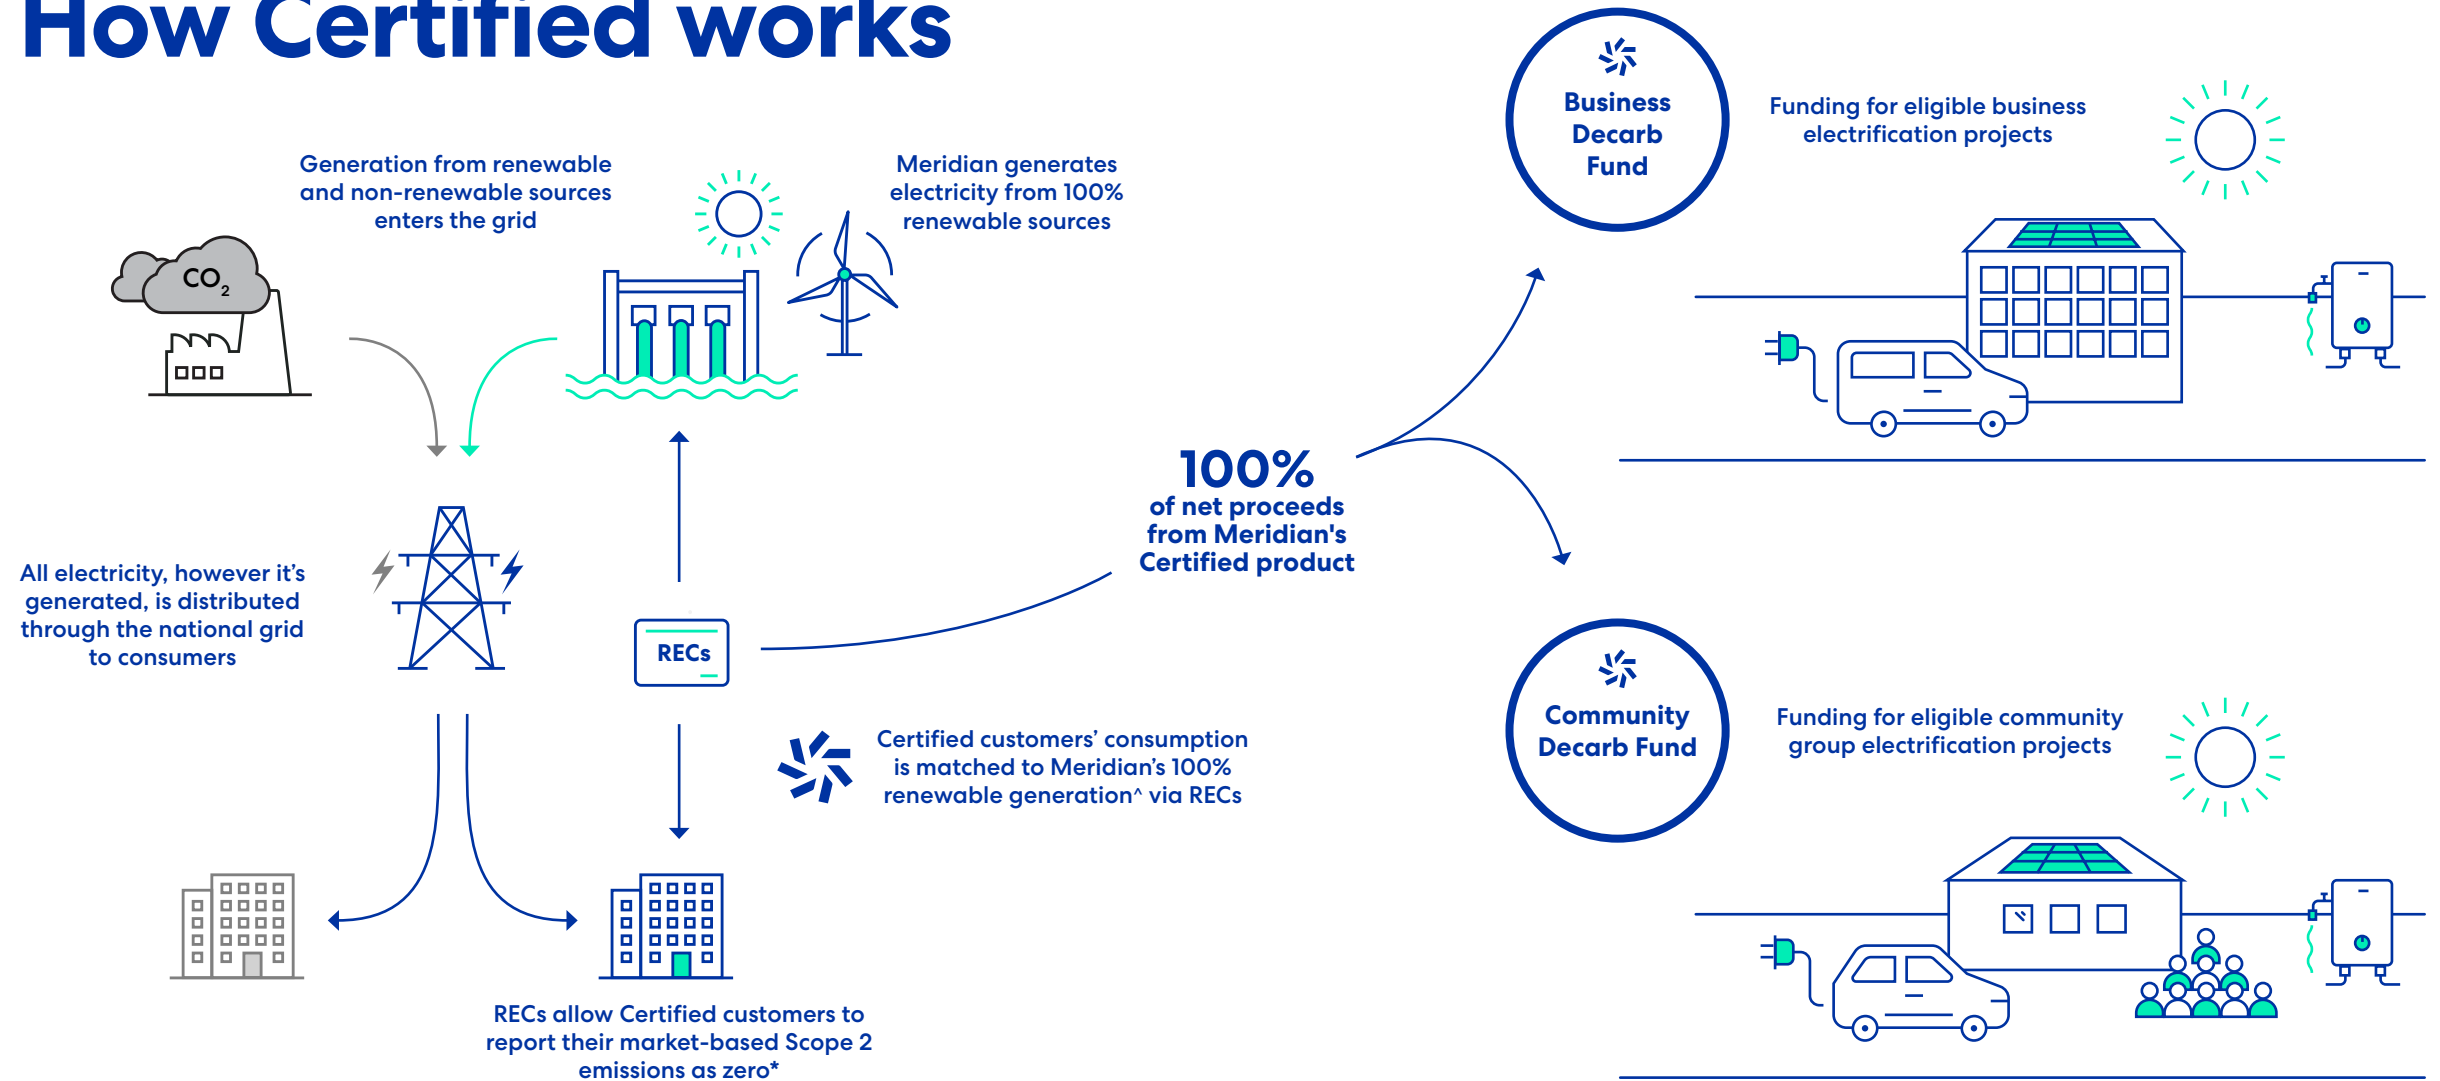 How Certified works
Generation from renewable
and non-renewable sources
enters the grid
Meridian generates
electricity from 100%
renewable sources
CO2
All electricity, however it’s
generated, is distributed
through the national grid
to consumers
RECs
Certified customers’ consumption
is matched to Meridian’s 100%
renewable generation^ via RECs
RECs allow Certified customers to
report their market-based Scope 2
emissions as zero*
100%
of net proceeds
from Meridian's
Certified product
Business
Decarb
Fund
Funding for eligible business
electrification projects
Community
Decarb Fund
Funding for eligible community
group electrification projects